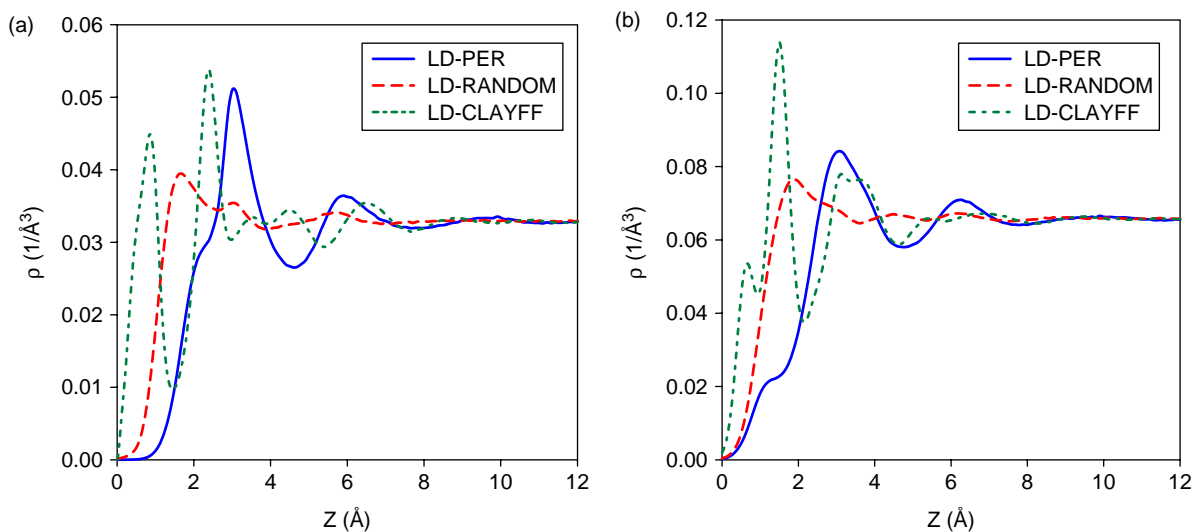 (a)
0.06
0.05
0.04
0.03
0.02
0.01
0.00
ρ (1/Å³)
0 2 4 6 8 10 12
Z (Å)
LD-PER
LD-RANDOM
LD-CLAYFF
(b)
0.12
0.10
0.08
0.06
0.04
0.02
0.00
ρ (1/Å³)
0 2 4 6 8 10 12
Z (Å)
LD-PER
LD-RANDOM
LD-CLAYFF